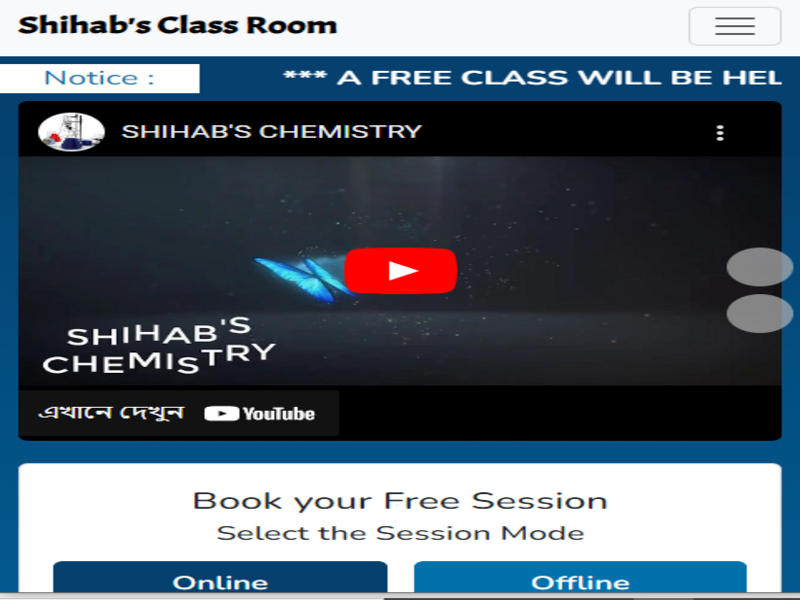 Shihab's Class Room
Notice :
*** A FREE CLASS WILL BE HEL
SHIHAB'S CHEMISTRY
SHIHAB'S
CHEMISTRY
এখানে দেখুন YouTube
Book your Free Session
Select the Session Mode
Online
Offline